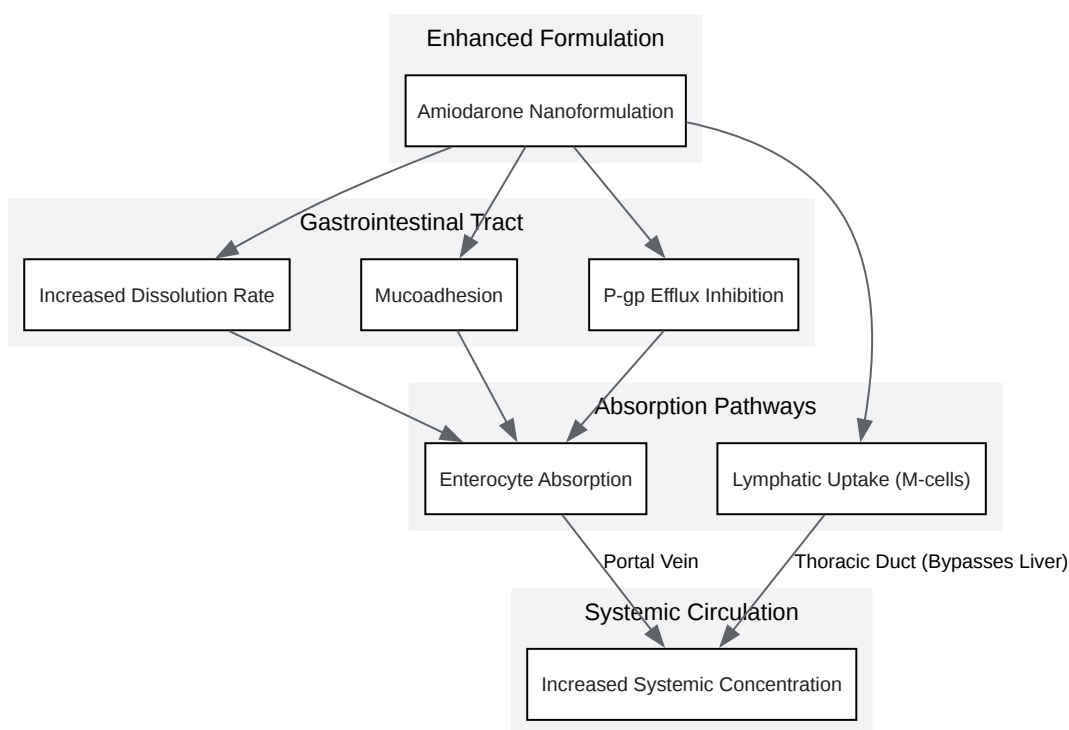 Enhanced Formulation
Amiodarone Nanoformulation
Gastrointestinal Tract
Increased Dissolution Rate
Mucoadhesion
P-gp Efflux Inhibition
Absorption Pathways
Enterocyte Absorption
Lymphatic Uptake (M-cells)
Portal Vein
Thoracic Duct (Bypasses Liver)
Systemic Circulation
Increased Systemic Concentration